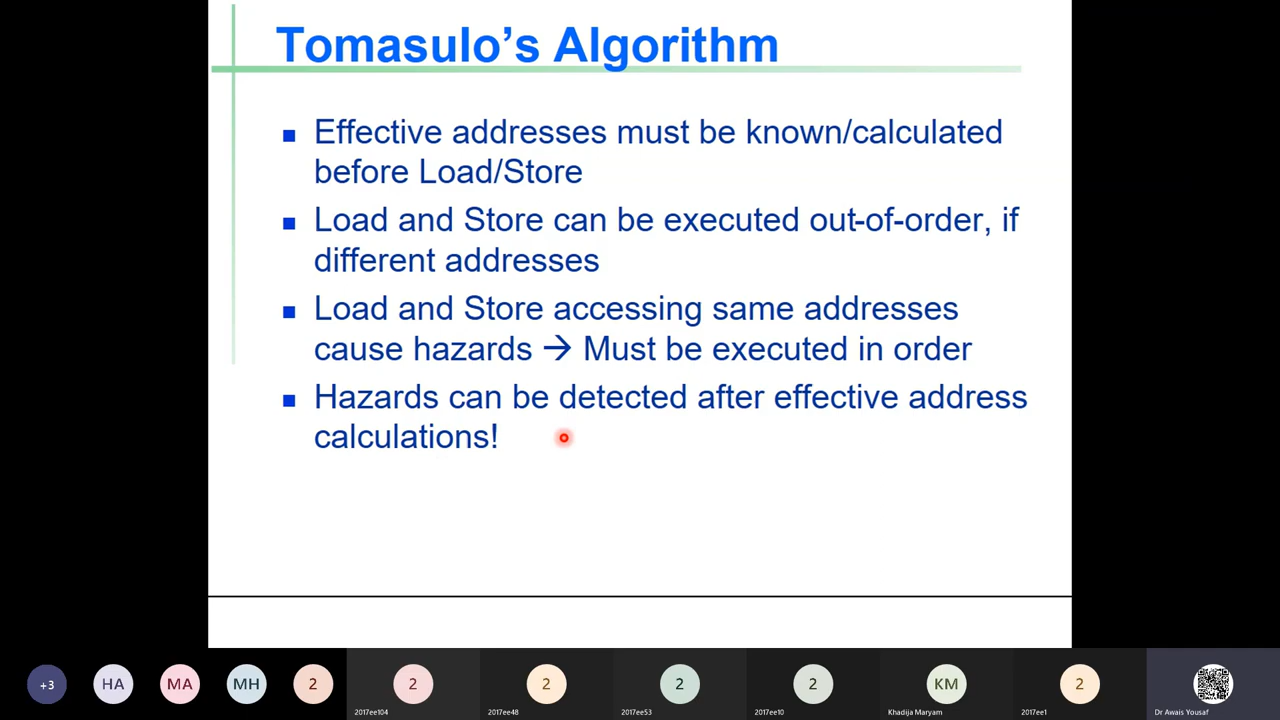 Tomasulo's Algorithm
Effective addresses must be known/calculated
before Load/Store
Load and Store can be executed out-of-order, if
different addresses
Load and Store accessing same addresses
cause hazards → Must be executed in order
Hazards can be detected after effective address
calculations!
+3 HA MA MH 2 2 2 2 2 KM 2
2017ee104 2017ee48 2017ee53 2017ee10 Khadija Maryam 2017ee1 Dr Awais Yousaf